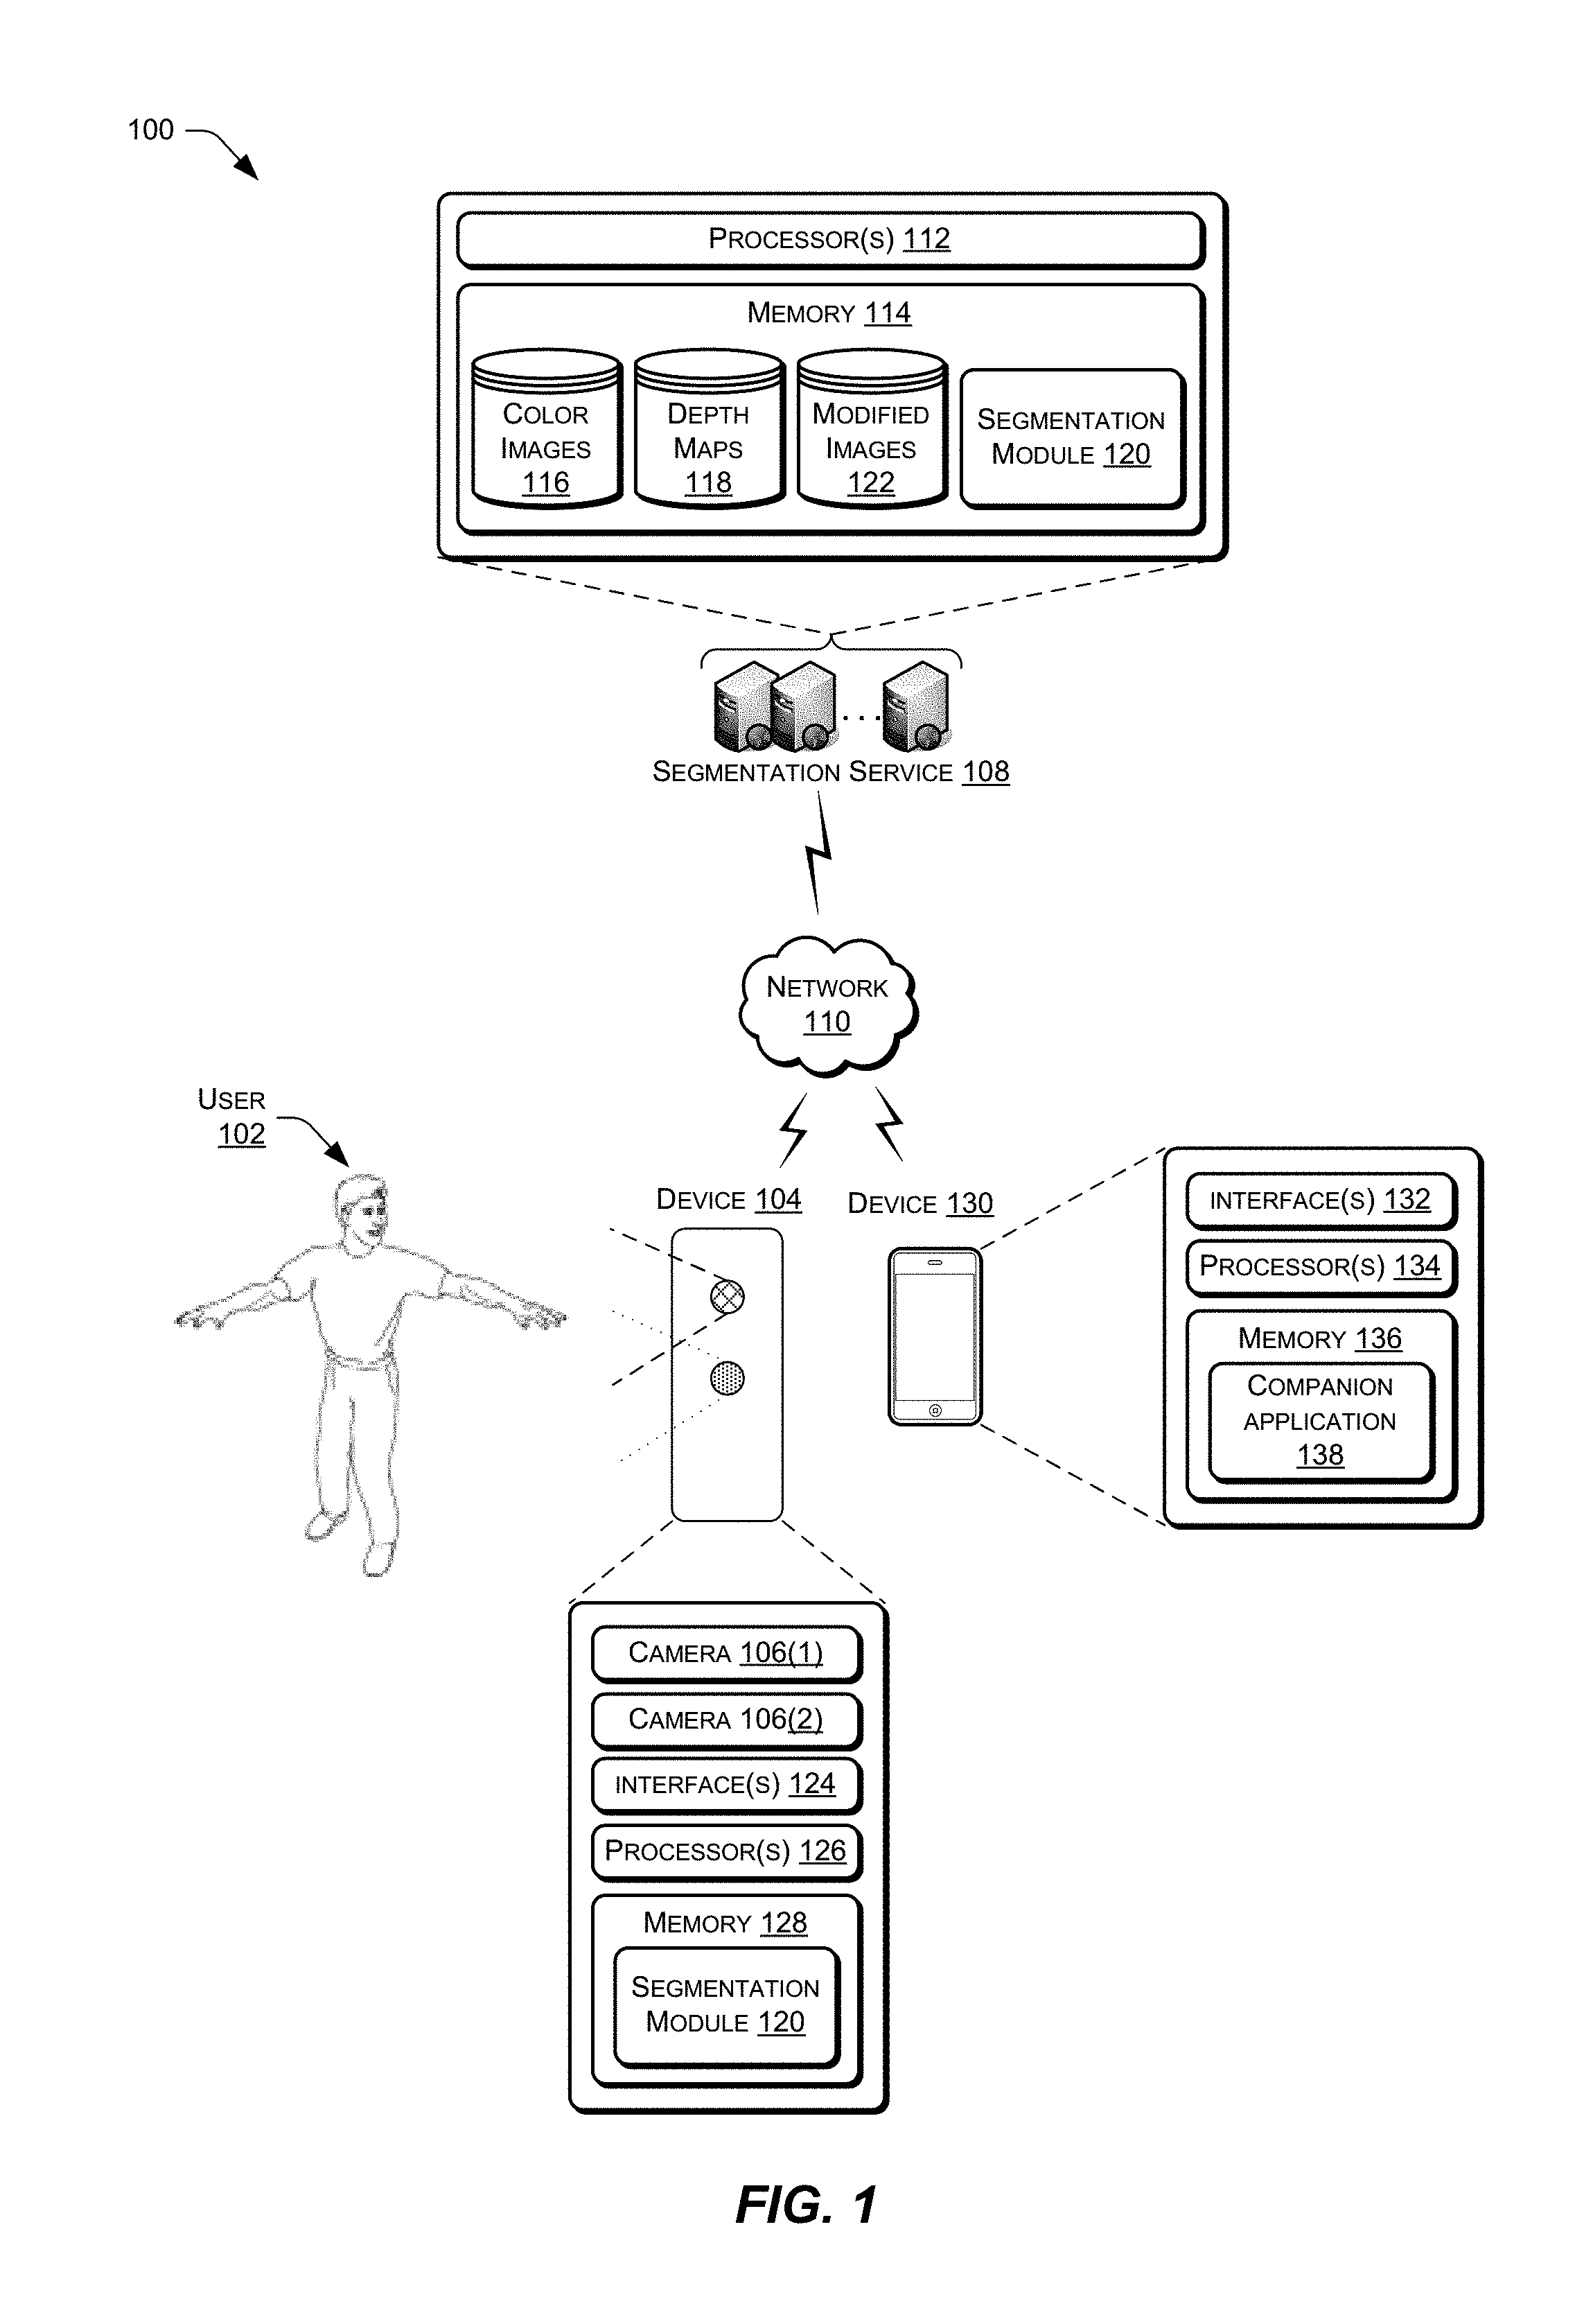 100
PROCESSOR(S) 112
MEMORY 114
COLOR
IMAGES
116
DEPTH
MAPS
118
MODIFIED
IMAGES
122
SEGMENTATION
MODULE 120
...
SEGMENTATION SERVICE 108
NETWORK
110
USER
102
DEVICE 104
DEVICE 130
INTERFACE(S) 132
PROCESSOR(S) 134
MEMORY 136
COMPANION
APPLICATION
138
CAMERA 106(1)
CAMERA 106(2)
INTERFACE(S) 124
PROCESSOR(S) 126
MEMORY 128
SEGMENTATION
MODULE 120
FIG. 1